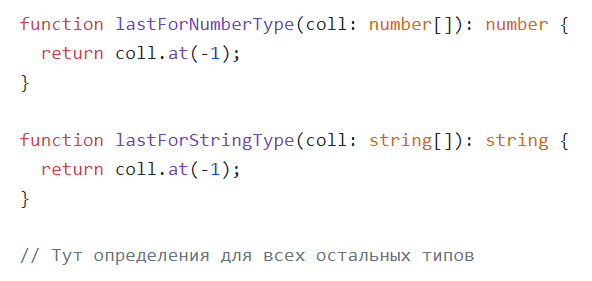 function lastForNumberType(coll: number[]): number {
  return coll.at(-1);
}
function lastForStringType(coll: string[]): string {
  return coll.at(-1);
}
// Тут определения для всех остальных типов